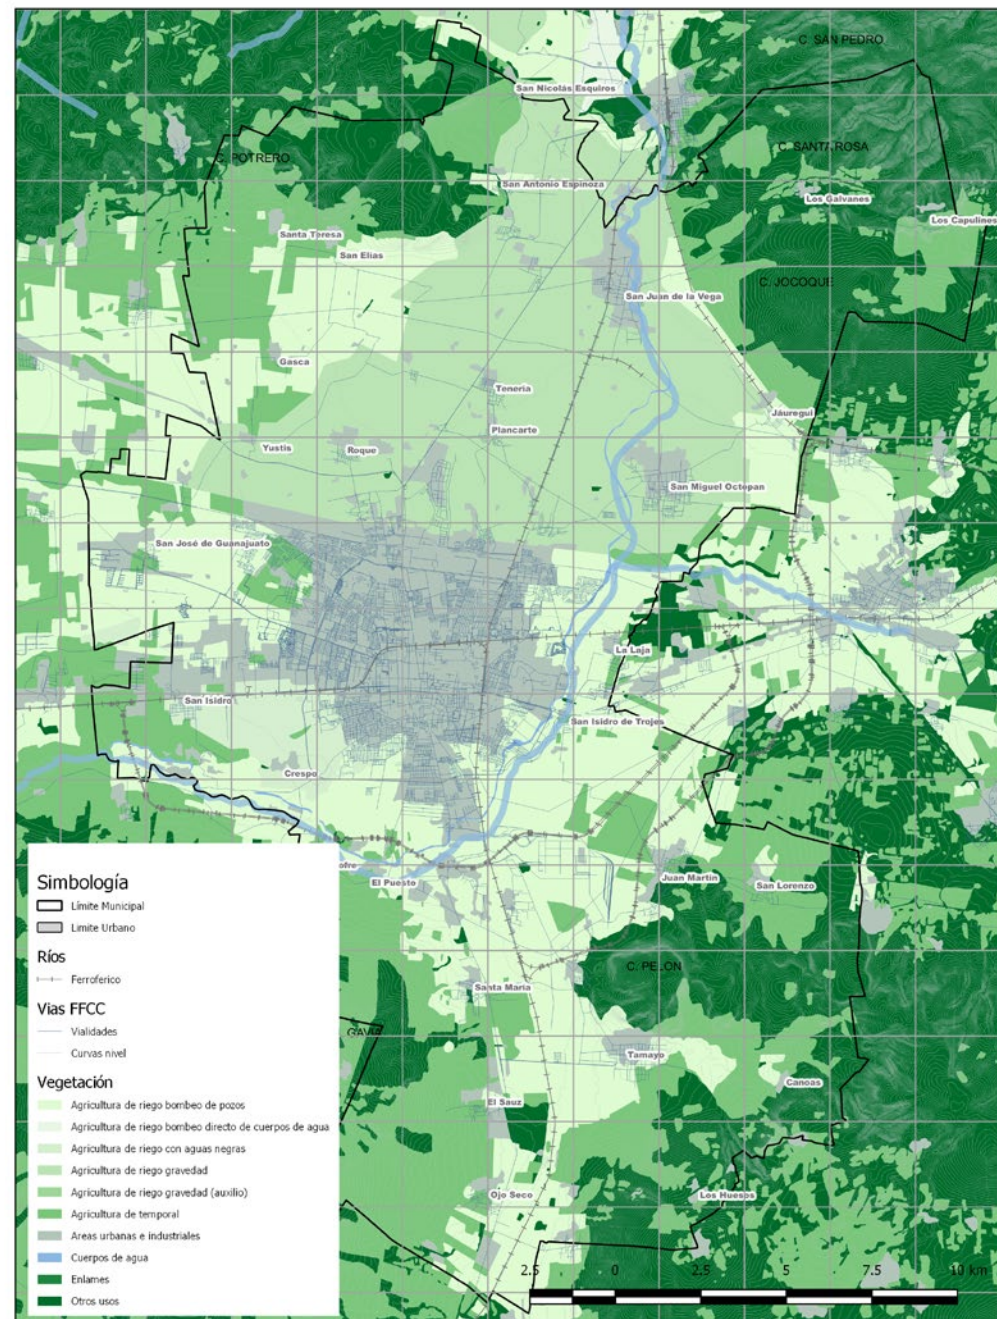 C. SAN PEDRO
San Nicolás Esquiros
C. SANTA ROSA
C. POTRERO
San Antonio Espinoza
Los Galvanes
Los Capulines
Santa Teresa
San Elías
C. JOCOQUE
San Juan de la Vega
Gasca
Teneria
Jáuregui
Plancarte
Yustis
Roque
San Miguel Octopan
San José de Guanajuato
La Laja
San Isidro
San Isidro de Trojes
Crespo
ofre
El Puesto
Juan Martín
San Lorenzo
C. PELON
Santa María
GAVIA
Tamayo
Canoas
El Sauz
Ojo Seco
Los Huesos
Simbología
Límite Municipal
Limite Urbano
Ríos
Ferroferico
Vias FFCC
Vialidades
Curvas nivel
Vegetación
Agricultura de riego bombeo de pozos
Agricultura de riego bombeo directo de cuerpos de agua
Agricultura de riego con aguas negras
Agricultura de riego gravedad
Agricultura de riego gravedad (auxilio)
Agricultura de temporal
Areas urbanas e industriales
Cuerpos de agua
Enlames
Otros usos
2.5 0 2.5 5 7.5 10 km